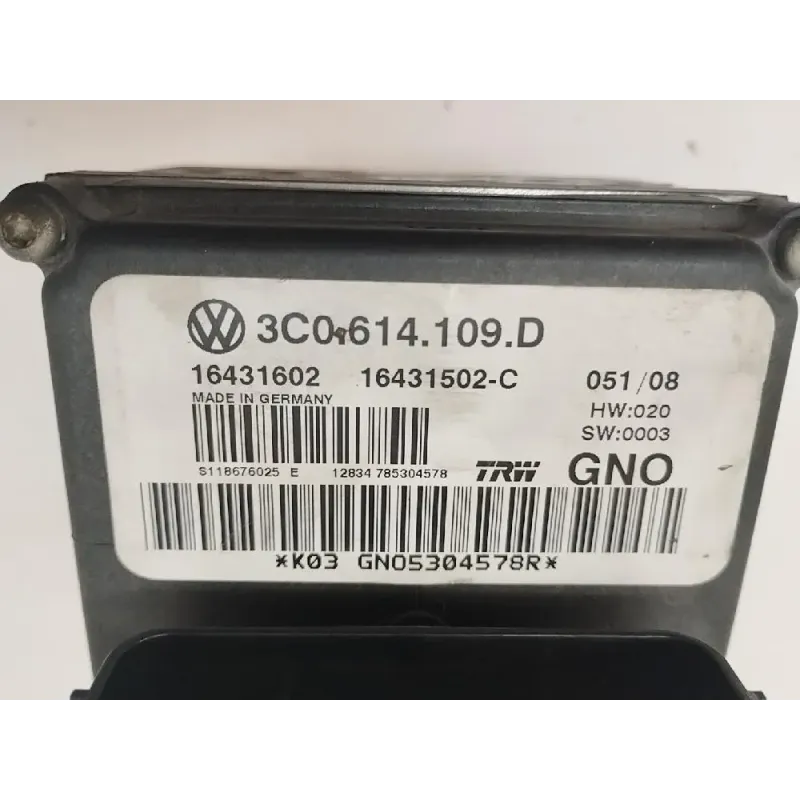 3C0.614.109.D
16431602 16431502-C 051/08
MADE IN GERMANY HW:020
SW:0003
S118676025 E 12834 785304578 TRW GNO
*K03 GNO5304578R*